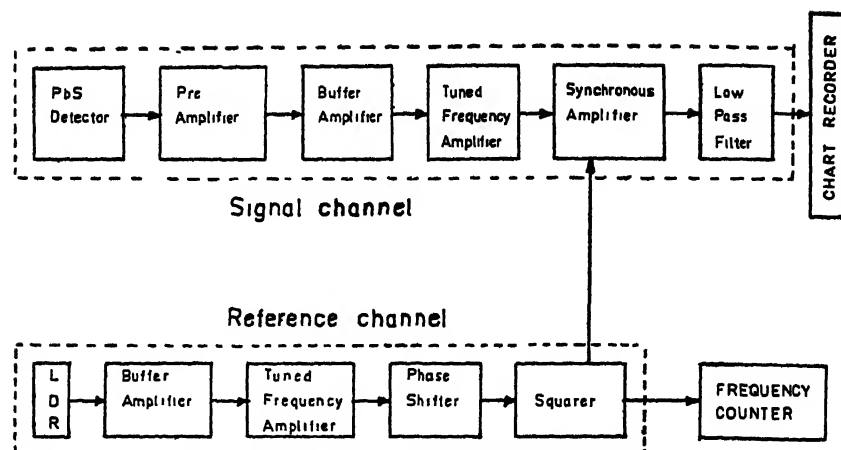 PbS
Detector
Pre
Amplifier
Buffer
Amplifier
Tuned
Frequency
Amplifier
Synchronous
Amplifier
Low
Pass
Filter
CHART RECORDER
Signal channel
Reference channel
L
D
R
Buffer
Amplifier
Tuned
Frequency
Amplifier
Phase
Shifter
Squarer
FREQUENCY
COUNTER